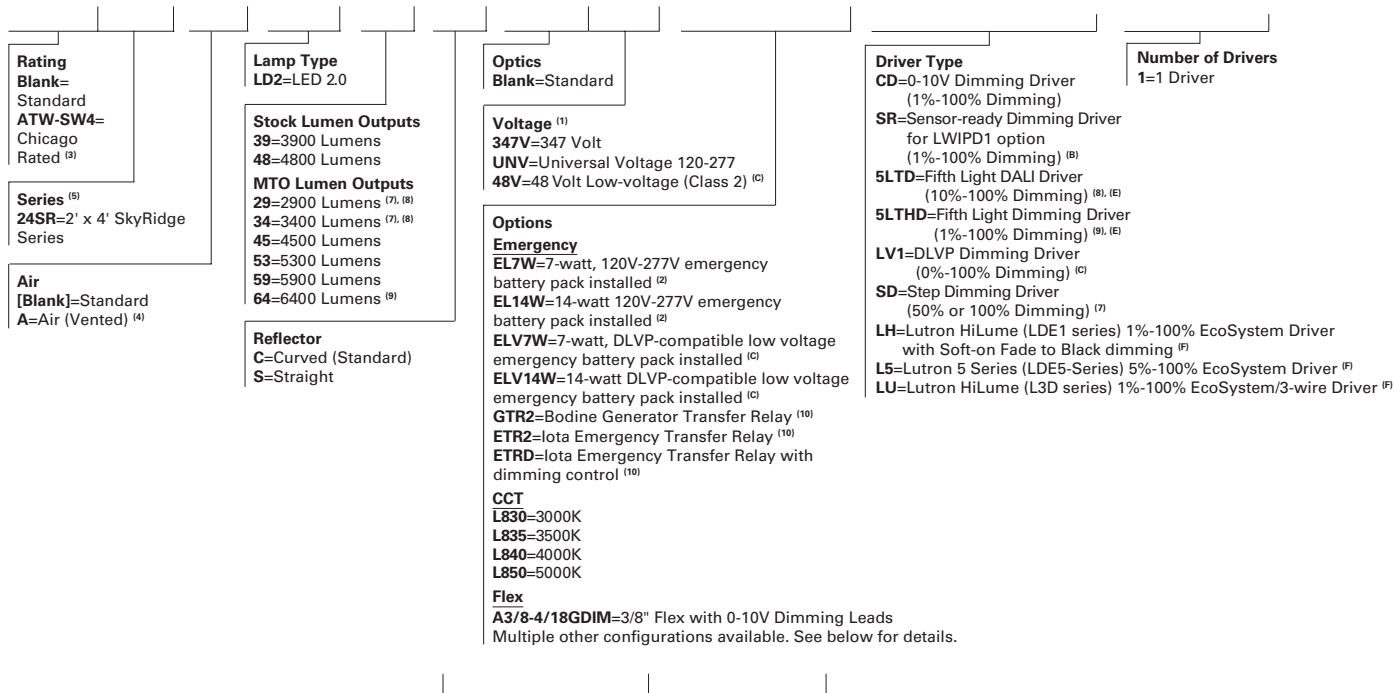 Rating
Blank=
Standard
ATW-SW4=
Chicago
Rated (3)
Series (5)
24SR=2' x 4' SkyRidge
Series
Air
[Blank]=Standard
A=Air (Vented) (4)
Lamp Type
LD2=LED 2.0
Stock Lumen Outputs
39=3900 Lumens
48=4800 Lumens
MTO Lumen Outputs
29=2900 Lumens (7), (8)
34=3400 Lumens (7), (8)
45=4500 Lumens
53=5300 Lumens
59=5900 Lumens
64=6400 Lumens (9)
Reflector
C=Curved (Standard)
S=Straight
Optics
Blank=Standard
Voltage (1)
347V=347 Volt
UNV=Universal Voltage 120-277
48V=48 Volt Low-voltage (Class 2) (C)
Options
Emergency
EL7W=7-watt, 120V-277V emergency
battery pack installed (2)
EL14W=14-watt 120V-277V emergency
battery pack installed (2)
ELV7W=7-watt, DLVP-compatible low voltage
emergency battery pack installed (C)
ELV14W=14-watt DLVP-compatible low voltage
emergency battery pack installed (C)
GTR2=Bodine Generator Transfer Relay (10)
ETR2=Iota Emergency Transfer Relay (10)
ETRD=Iota Emergency Transfer Relay with
dimming control (10)
CCT
L830=3000K
L835=3500K
L840=4000K
L850=5000K
Flex
A3/8-4/18GDIM=3/8" Flex with 0-10V Dimming Leads
Multiple other configurations available. See below for details.
Driver Type
CD=0-10V Dimming Driver
(1%-100% Dimming)
SR=Sensor-ready Dimming Driver
for LWIPD1 option
(1%-100% Dimming) (B)
5LTD=Fifth Light DALI Driver
(10%-100% Dimming) (8), (E)
5LTHD=Fifth Light Dimming Driver
(1%-100% Dimming) (9), (E)
LV1=DLVP Dimming Driver
(0%-100% Dimming) (C)
SD=Step Dimming Driver
(50% or 100% Dimming) (7)
LH=Lutron HiLume (LDE1 series) 1%-100% EcoSystem Driver
with Soft-on Fade to Black dimming (F)
L5=Lutron 5 Series (LDE5-Series) 5%-100% EcoSystem Driver (F)
LU=Lutron HiLume (L3D series) 1%-100% EcoSystem/3-wire Driver (F)
Number of Drivers
1=1 Driver